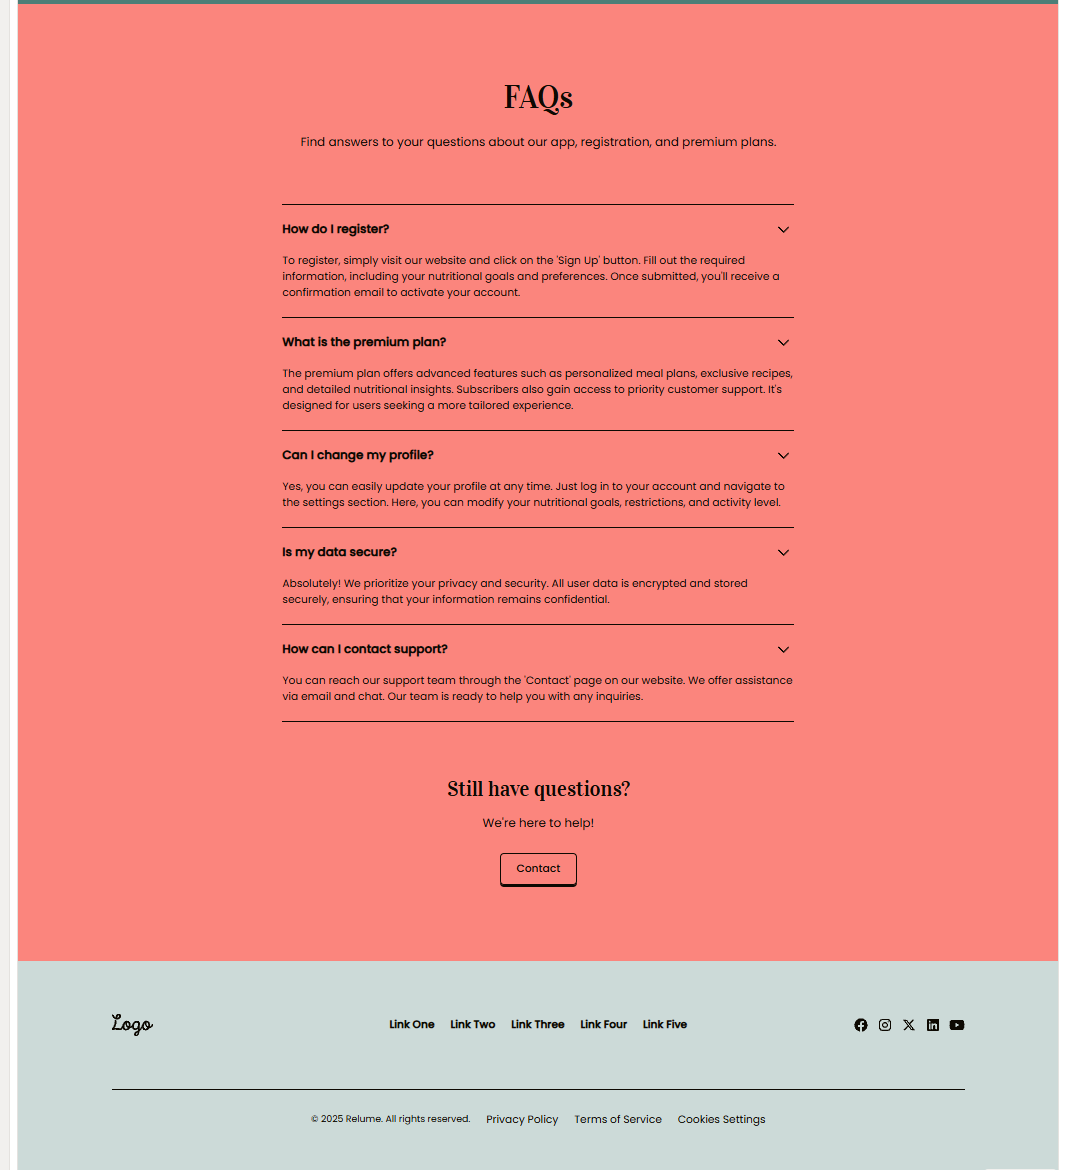 FAQs
Find answers to your questions about our app, registration, and premium plans.
How do I register?
To register, simply visit our website and click on the 'Sign Up' button. Fill out the required
information, including your nutritional goals and preferences. Once submitted, you'll receive a
confirmation email to activate your account.
What is the premium plan?
The premium plan offers advanced features such as personalized meal plans, exclusive recipes,
and detailed nutritional insights. Subscribers also gain access to priority customer support. It's
designed for users seeking a more tailored experience.
Can I change my profile?
Yes, you can easily update your profile at any time. Just log in to your account and navigate to
the settings section. Here, you can modify your nutritional goals, restrictions, and activity level.
Is my data secure?
Absolutely! We prioritize your privacy and security. All user data is encrypted and stored
securely, ensuring that your information remains confidential.
How can I contact support?
You can reach our support team through the 'Contact' page on our website. We offer assistance
via email and chat. Our team is ready to help you with any inquiries.
Still have questions?
We're here to help!
Contact
Logo Link One Link Two Link Three Link Four Link Five
© 2025 Relume. All rights reserved. Privacy Policy Terms of Service Cookies Settings